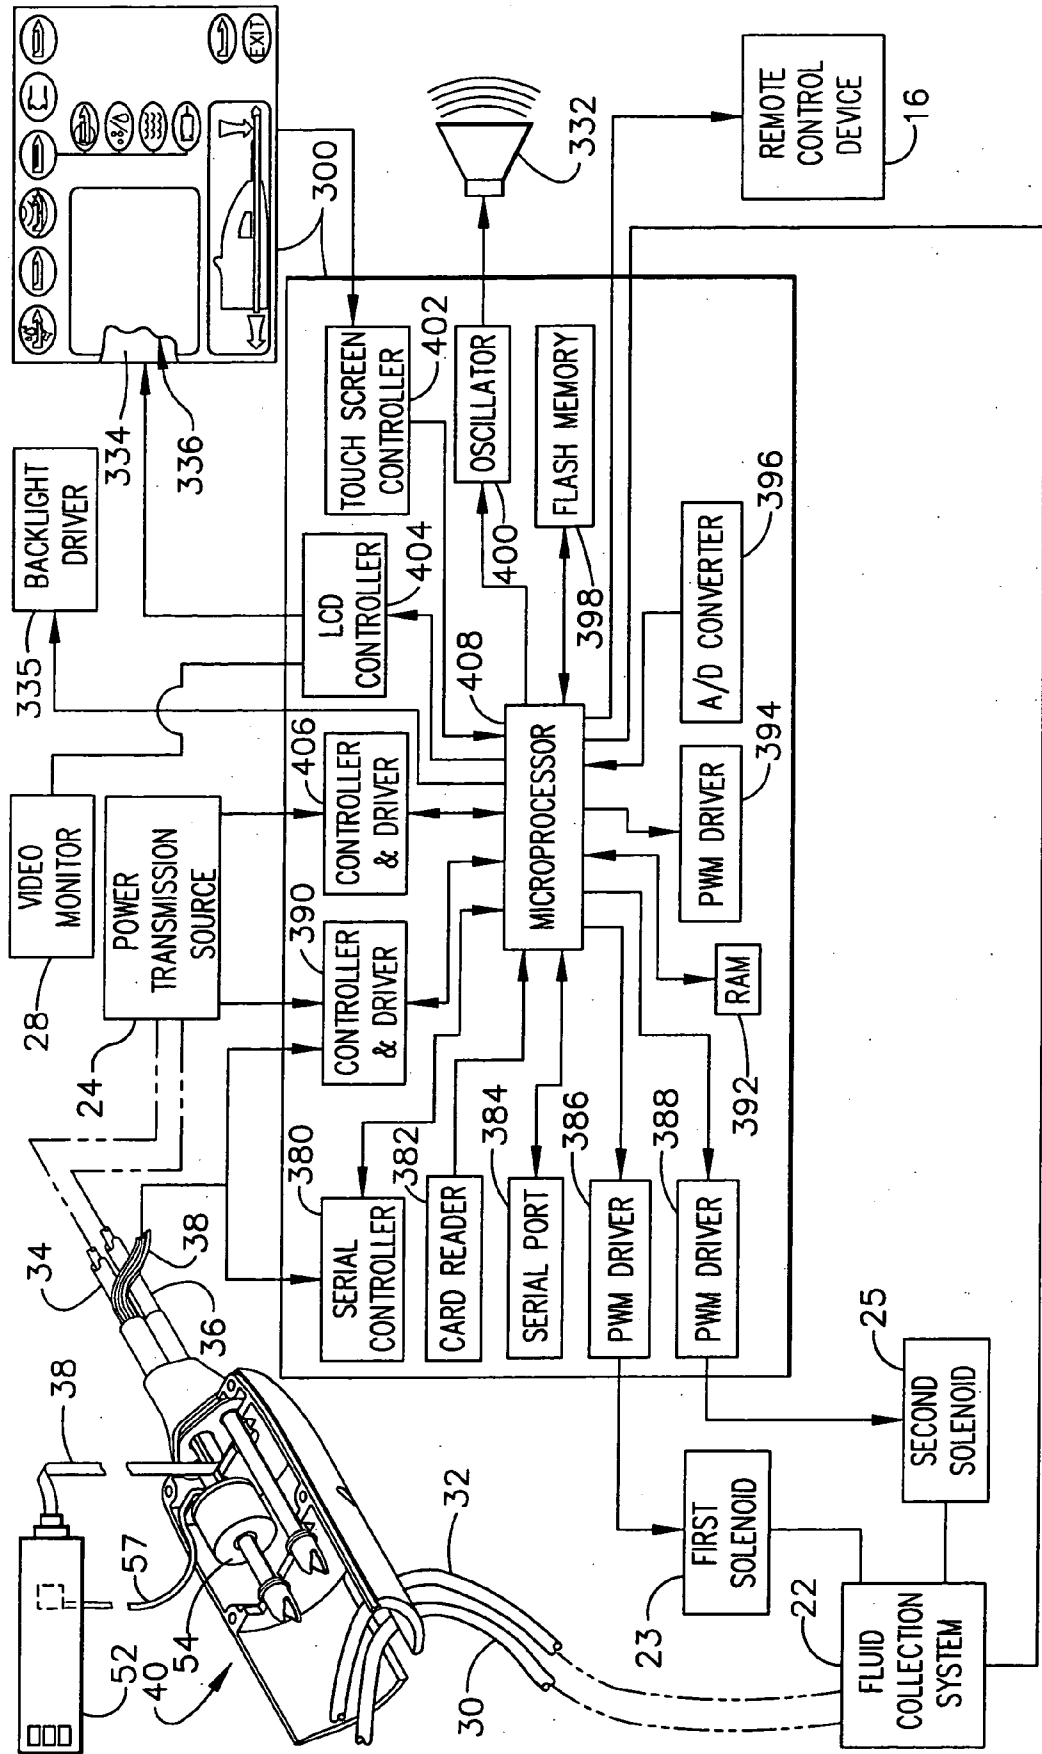 EXIT
300
332
REMOTE
CONTROL
DEVICE
16
334
336
BACKLIGHT
DRIVER
335
TOUCH SCREEN
CONTROLLER
402
OSCILLATOR
400
FLASH MEMORY
398
LCD
CONTROLLER
404
408
MICROPROCESSOR
A/D CONVERTER
396
VIDEO
MONITOR
28
POWER
TRANSMISSION
SOURCE
24
CONTROLLER
& DRIVER
406
CONTROLLER
& DRIVER
390
PWM DRIVER
394
RAM
392
SERIAL
CONTROLLER
380
CARD READER
382
SERIAL PORT
384
PWM DRIVER
386
PWM DRIVER
388
34
38
36
38
57
52
54
40
32
30
FIRST
SOLENOID
23
SECOND
SOLENOID
25
FLUID
COLLECTION
SYSTEM
22